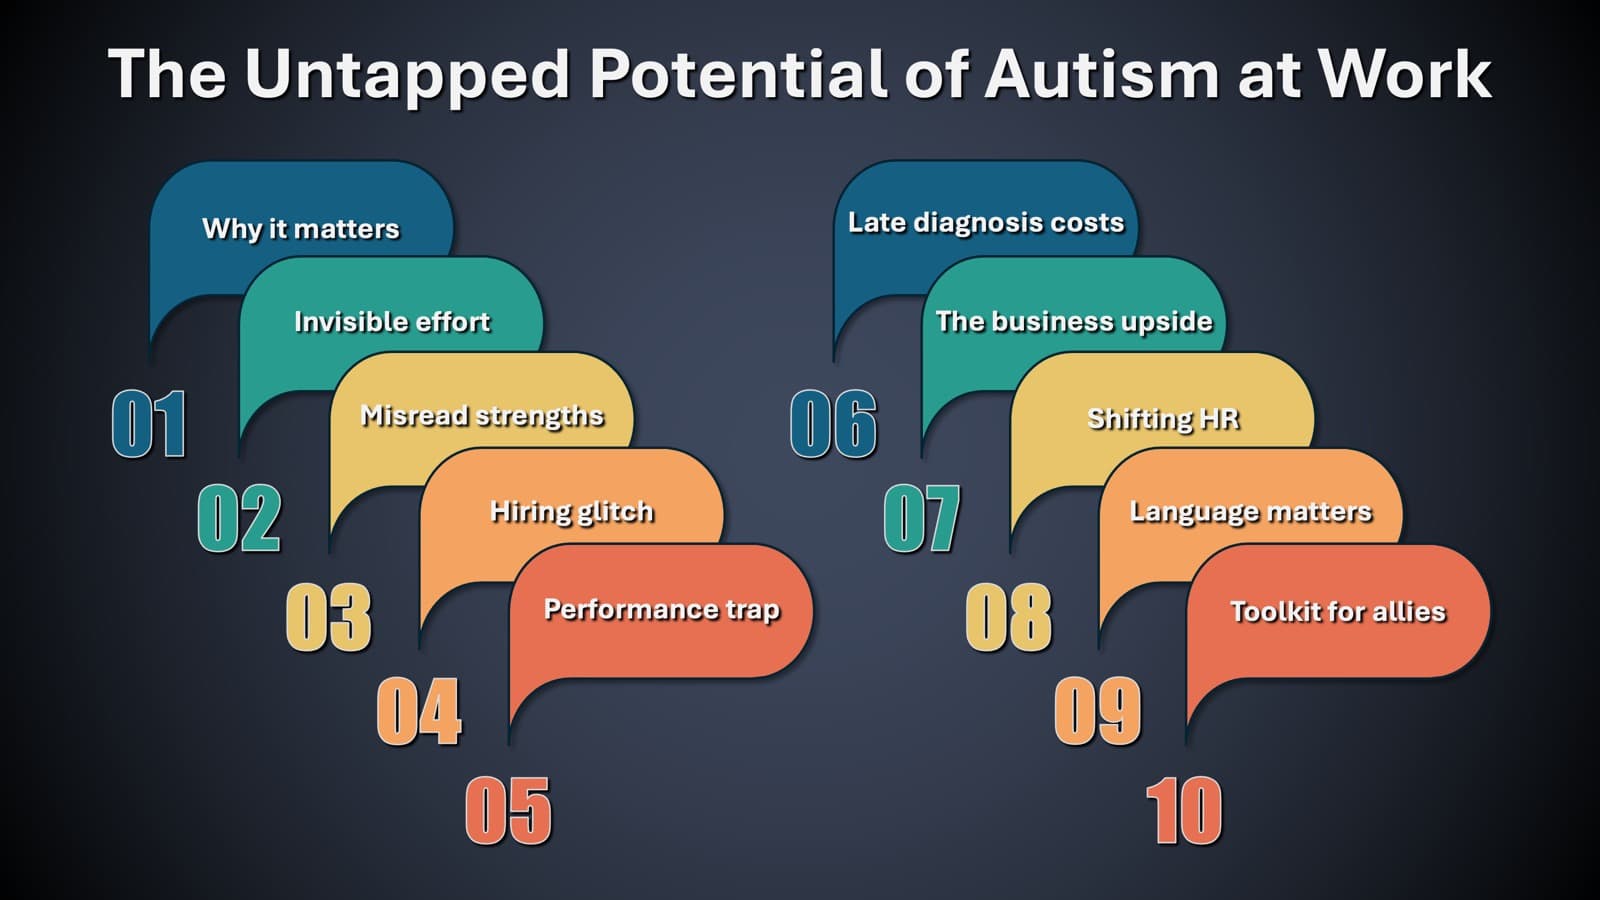 The Untapped Potential of Autism at Work
Why it matters
01
Invisible effort
02
Misread strengths
03
Hiring glitch
04
Performance trap
05
Late diagnosis costs
06
The business upside
07
Shifting HR
08
Language matters
09
Toolkit for allies
10